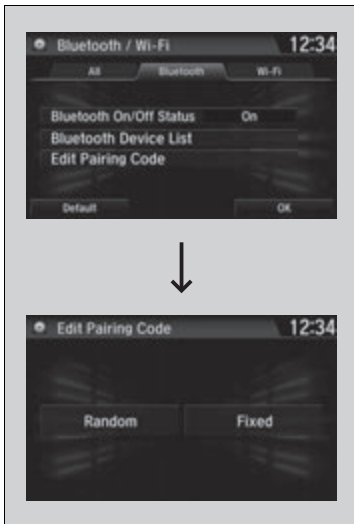 Bluetooth / Wi-Fi 12:34
All Bluetooth Wi-Fi
Bluetooth On/Off Status On
Bluetooth Device List
Edit Pairing Code
Default OK
Edit Pairing Code 12:34
Random Fixed